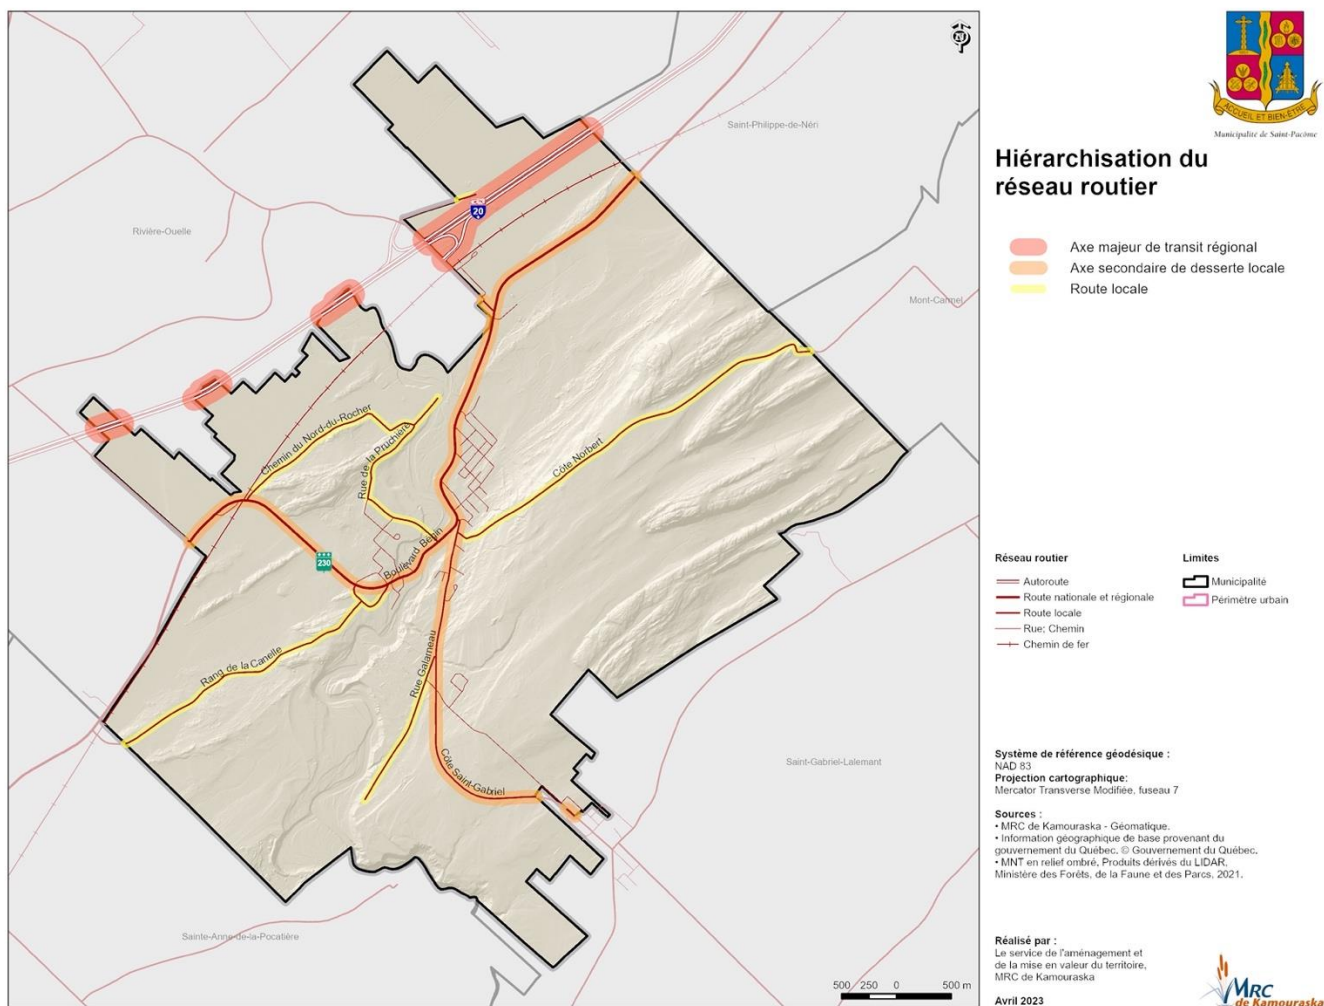 Saint-Philippe-de-Néri
Rivière-Ouelle
20
Mont-Carmel
Chemin du Nord-du-Rocher
Rue de la Pruchière
Côte Norbert
Boulevard Bégin
230
Rang de la Canelle
Rue Galarneau
Côte Saint-Gabriel
Saint-Gabriel-Lalemant
Sainte-Anne-de-la-Pocatière
500 250 0 500 m
ACCUEIL ET BIEN-ÊTRE
Municipalité de Saint-Pacôme
Hiérarchisation du
réseau routier
Axe majeur de transit régional
Axe secondaire de desserte locale
Route locale
Réseau routier
Autoroute
Route nationale et régionale
Route locale
Rue; Chemin
Chemin de fer
Limites
Municipalité
Périmètre urbain
Système de référence géodésique :
NAD 83
Projection cartographique:
Mercator Transverse Modifiée, fuseau 7
Sources :
• MRC de Kamouraska - Géomatique.
• Information géographique de base provenant du
gouvernement du Québec, © Gouvernement du Québec.
• MNT en relief ombré, Produits dérivés du LIDAR,
Ministère des Forêts, de la Faune et des Parcs, 2021.
Réalisé par :
Le service de l'aménagement et
de la mise en valeur du territoire,
MRC de Kamouraska
Avril 2023
MRC
de Kamouraska